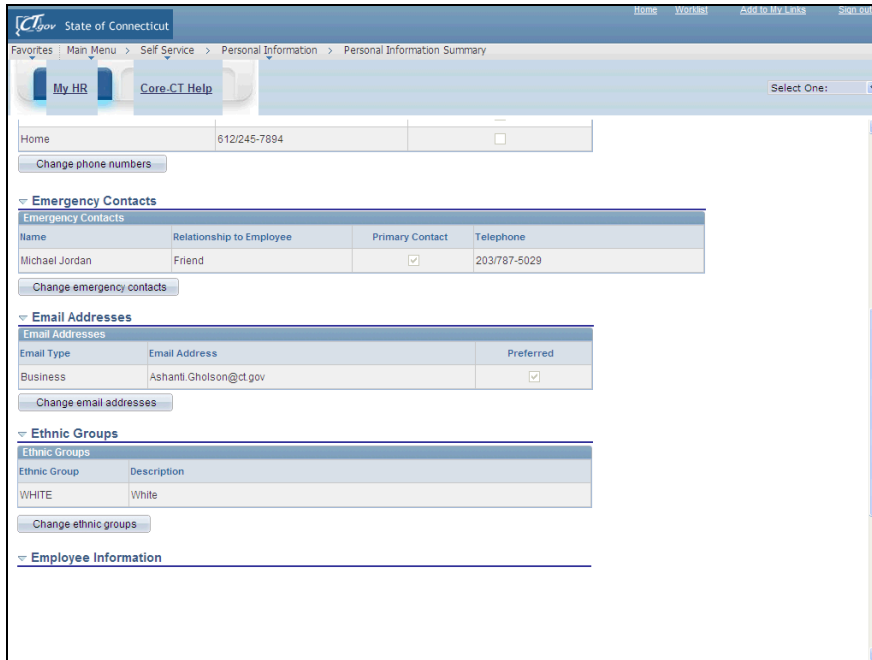 Home Worklist Add to My Links Sign out
CT.gov State of Connecticut
Favorites Main Menu > Self Service > Personal Information > Personal Information Summary
My HR Core-CT Help Select One:
Home 612/245-7894
Change phone numbers
Emergency Contacts
Emergency Contacts
Name Relationship to Employee Primary Contact Telephone
Michael Jordan Friend 203/787-5029
Change emergency contacts
Email Addresses
Email Addresses
Email Type Email Address Preferred
Business Ashanti.Gholson@ct.gov
Change email addresses
Ethnic Groups
Ethnic Groups
Ethnic Group Description
WHITE White
Change ethnic groups
Employee Information